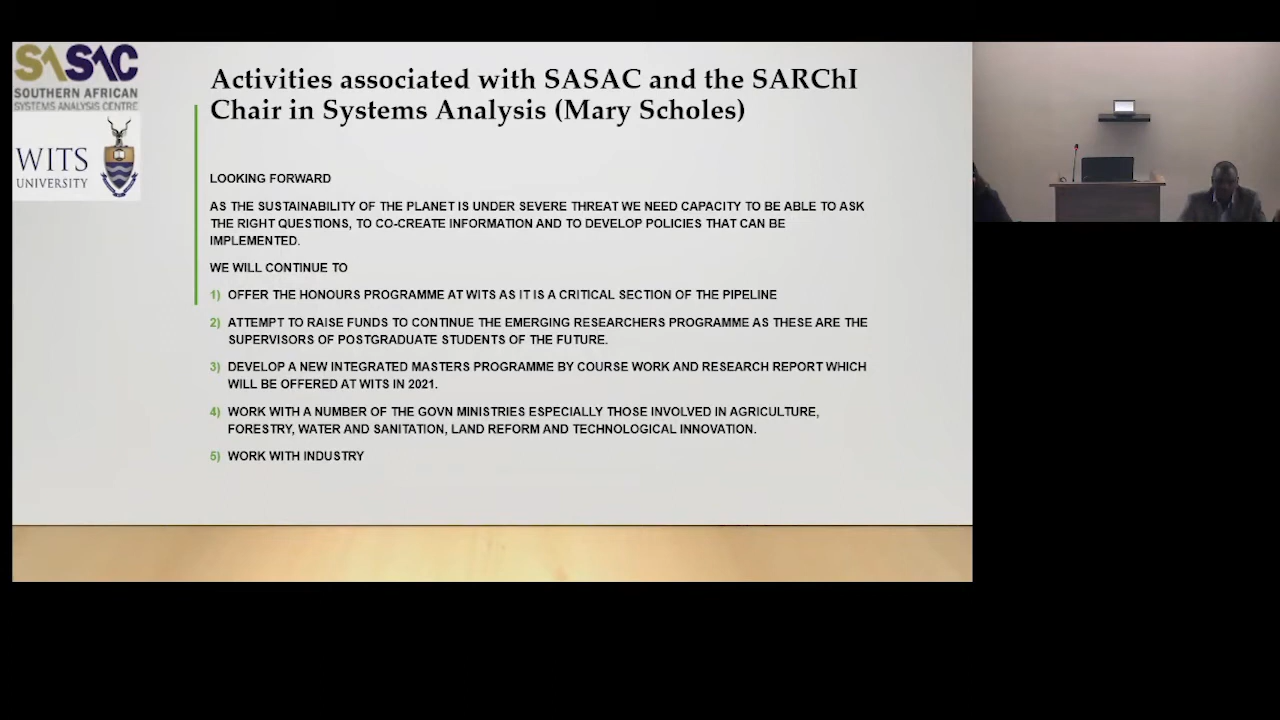 SASAC
SOUTHERN AFRICAN
SYSTEMS ANALYSIS CENTRE
WITS
UNIVERSITY
Activities associated with SASAC and the SARChI
Chair in Systems Analysis (Mary Scholes)
LOOKING FORWARD
AS THE SUSTAINABILITY OF THE PLANET IS UNDER SEVERE THREAT WE NEED CAPACITY TO BE ABLE TO ASK
THE RIGHT QUESTIONS, TO CO-CREATE INFORMATION AND TO DEVELOP POLICIES THAT CAN BE
IMPLEMENTED.
WE WILL CONTINUE TO
1) OFFER THE HONOURS PROGRAMME AT WITS AS IT IS A CRITICAL SECTION OF THE PIPELINE
2) ATTEMPT TO RAISE FUNDS TO CONTINUE THE EMERGING RESEARCHERS PROGRAMME AS THESE ARE THE
SUPERVISORS OF POSTGRADUATE STUDENTS OF THE FUTURE.
3) DEVELOP A NEW INTEGRATED MASTERS PROGRAMME BY COURSE WORK AND RESEARCH REPORT WHICH
WILL BE OFFERED AT WITS IN 2021.
4) WORK WITH A NUMBER OF THE GOVN MINISTRIES ESPECIALLY THOSE INVOLVED IN AGRICULTURE,
FORESTRY, WATER AND SANITATION, LAND REFORM AND TECHNOLOGICAL INNOVATION.
5) WORK WITH INDUSTRY